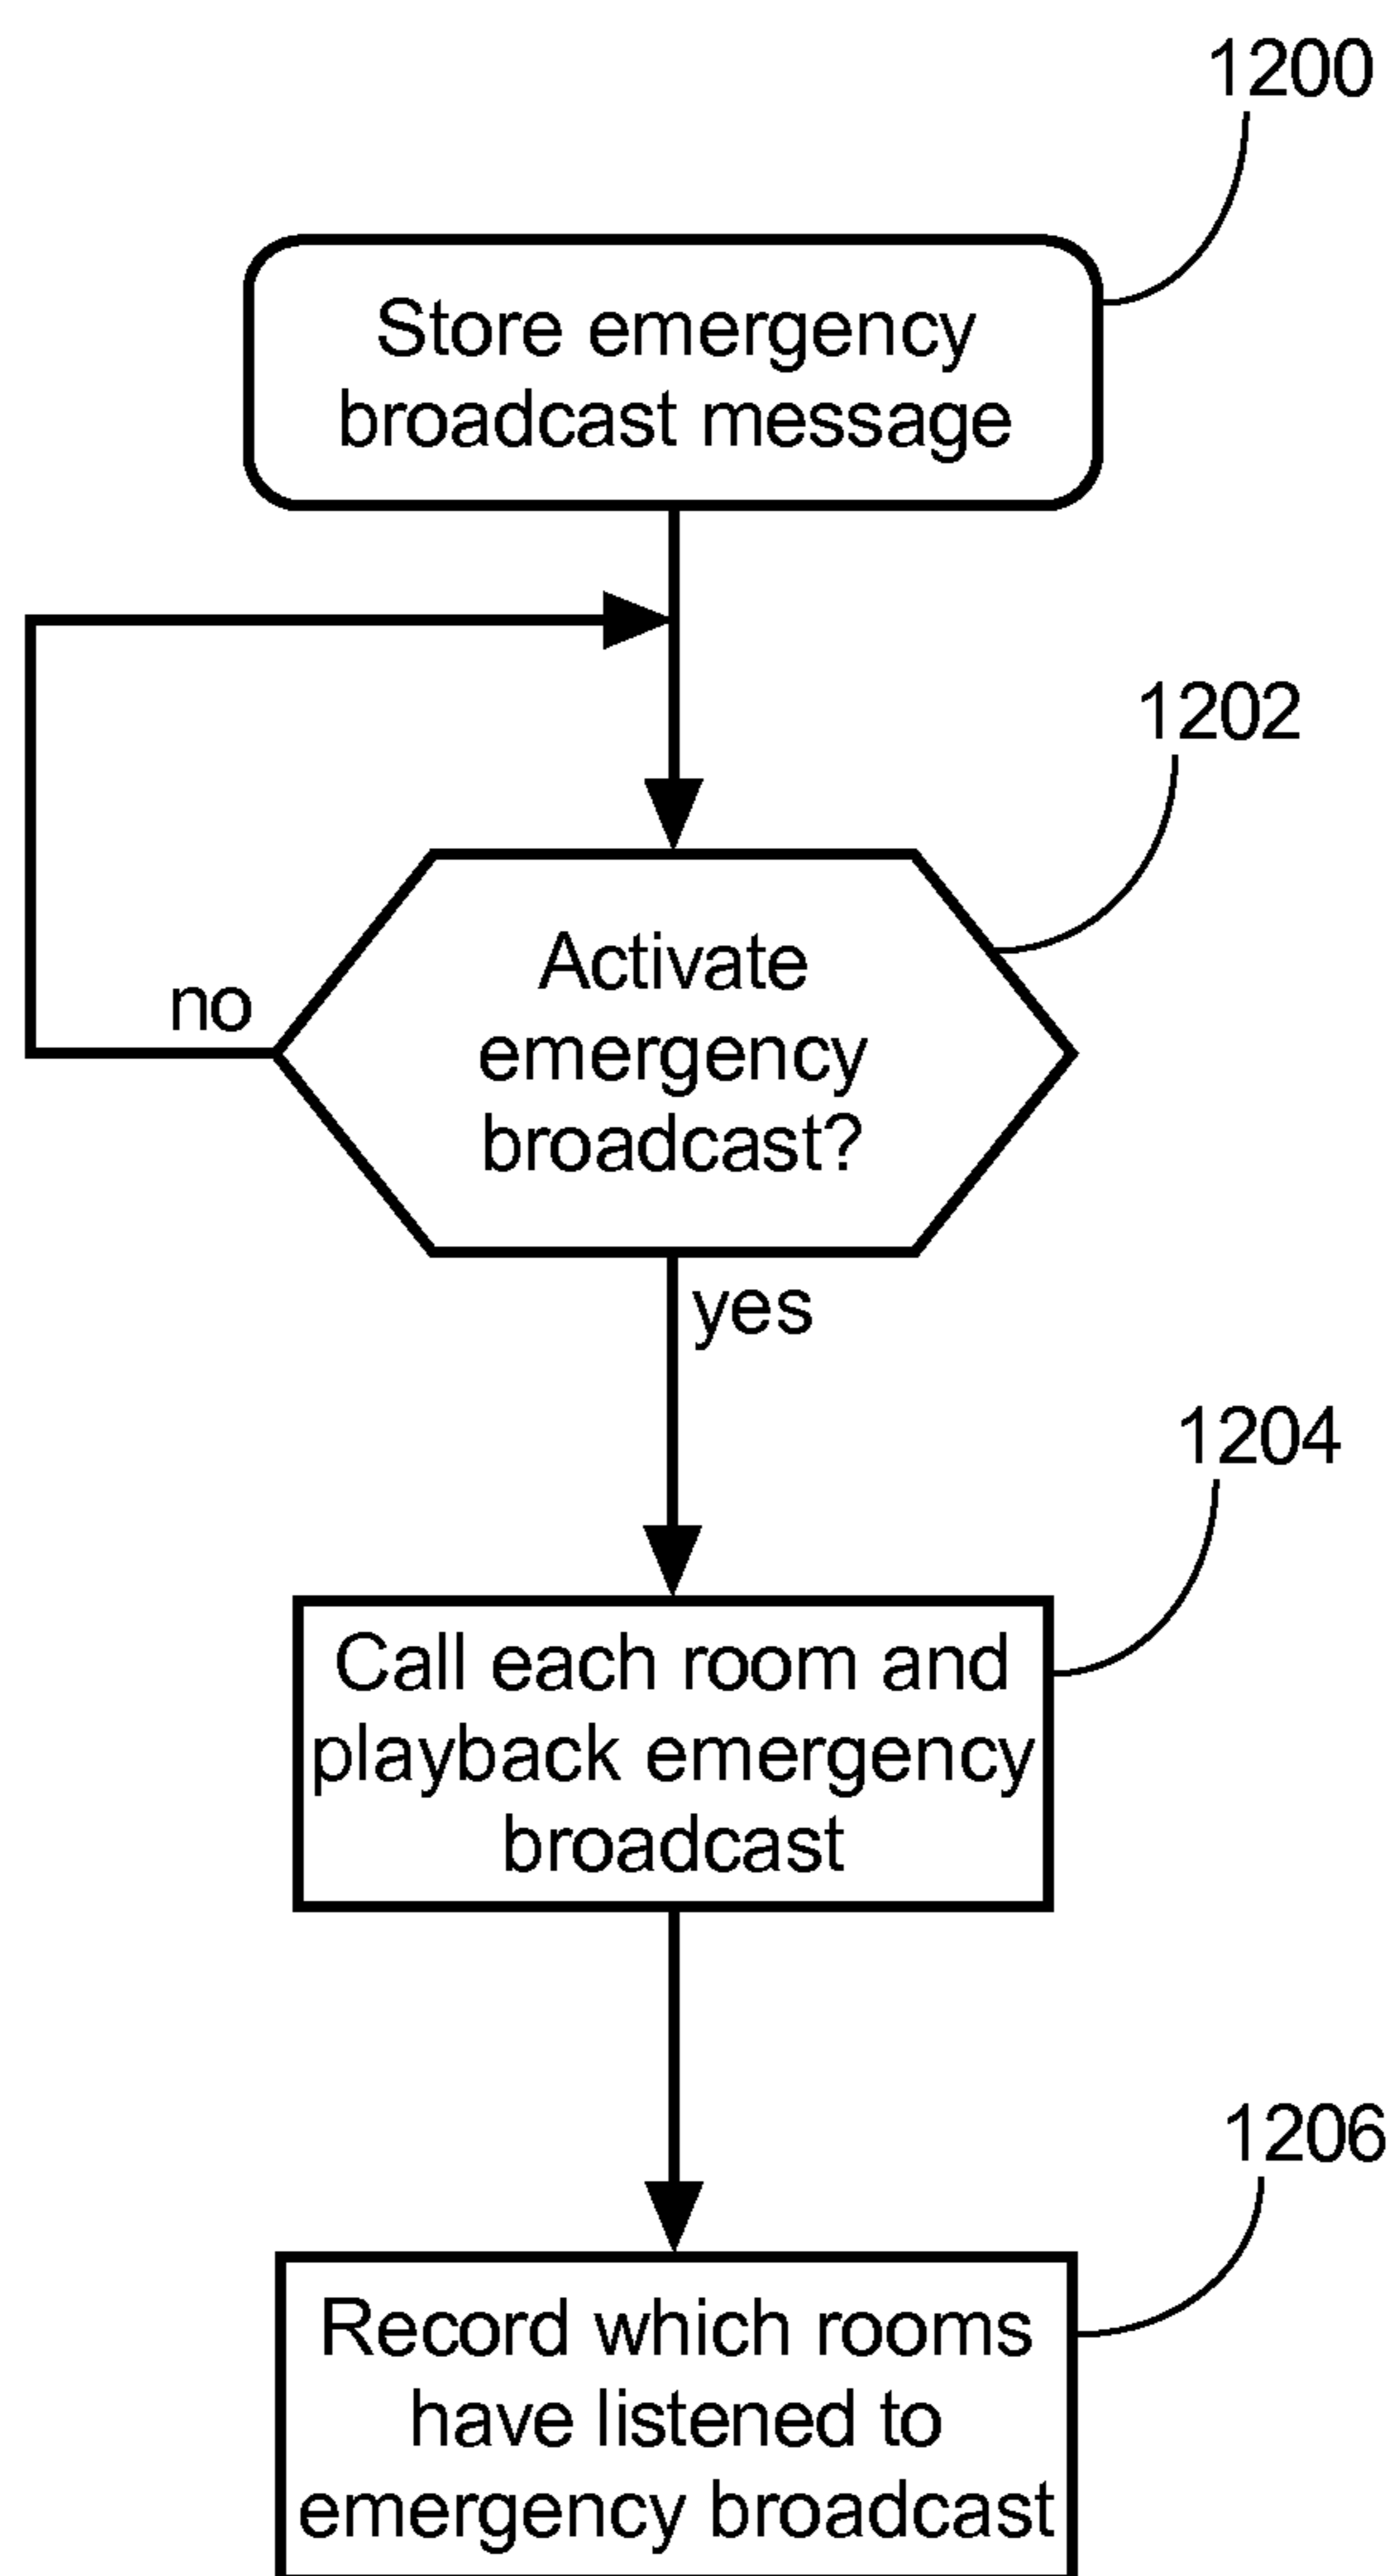 1200
Store emergency
broadcast message
1202
Activate
emergency
broadcast?
no
yes
1204
Call each room and
playback emergency
broadcast
1206
Record which rooms
have listened to
emergency broadcast